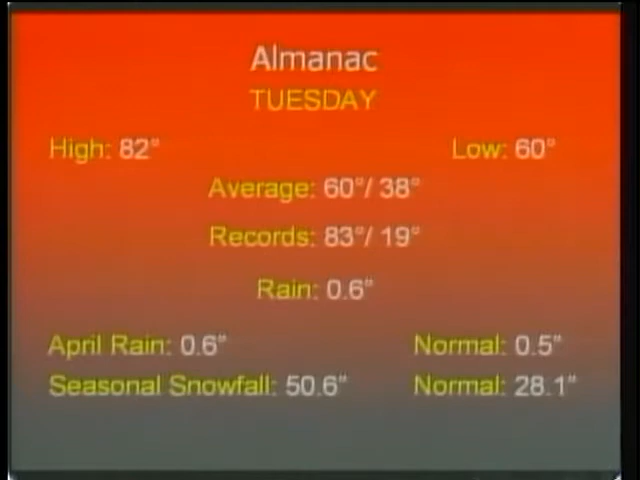 Almanac
TUESDAY
High: 82° Low: 60°
Average: 60°/ 38°
Records: 83°/ 19°
Rain: 0.6”
April Rain: 0.6” Normal: 0.5”
Seasonal Snowfall: 50.6” Normal: 28.1”